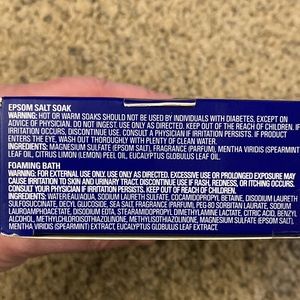 EPSOM SALT SOAK
WARNING: HOT OR WARM SOAKS SHOULD NOT BE USED BY INDIVIDUALS WITH DIABETES, EXCEPT ON
ADVICE OF PHYSICIAN. DO NOT INGEST. USE ONLY AS DIRECTED. KEEP OUT OF THE REACH OF CHILDREN. IF
IRRITATION OCCURS, DISCONTINUE USE. CONSULT A PHYSICIAN IF IRRITATION PERSISTS. IF PRODUCT
ENTERS THE EYE, WASH OUT THOROUGHLY WITH PLENTY OF CLEAN WATER.
INGREDIENTS: MAGNESIUM SULFATE (EPSOM SALT), FRAGRANCE (PARFUM), MENTHA VIRIDIS (SPEARMINT)
LEAF OIL, CITRUS LIMON (LEMON) PEEL OIL, EUCALYPTUS GLOBULUS LEAF OIL.
FOAMING BATH
WARNING: FOR EXTERNAL USE ONLY. USE ONLY AS DIRECTED. EXCESSIVE USE OR PROLONGED EXPOSURE MAY
CAUSE IRRITATION TO SKIN AND URINARY TRACT. DISCONTINUE USE IF RASH, REDNESS, OR ITCHING OCCURS.
CONSULT YOUR PHYSICIAN IF IRRITATION PERSISTS. KEEP OUT OF REACH OF CHILDREN.
INGREDIENTS: WATER/EAU/AQUA, SODIUM LAURETH SULFATE, COCAMIDOPROPYL BETAINE, DISODIUM LAURETH
SULFOSUCCINATE, DECYL GLUCOSIDE, SEA SALT, FRAGRANCE (PARFUM), PEG-80 SORBITAN LAURATE, SODIUM
LAUROAMPHOACETATE, DISODIUM EDTA, STEARAMIDOPROPYL DIMETHYLAMINE LACTATE, CITRIC ACID, BENZYL
ALCOHOL, METHYLCHLOROISOTHIAZOLINONE, METHYLISOTHIAZOLINONE, MAGNESIUM SULFATE (EPSOM SALT),
MENTHA VIRIDIS (SPEARMINT) EXTRACT, EUCALYPTUS GLOBULUS LEAF EXTRACT.